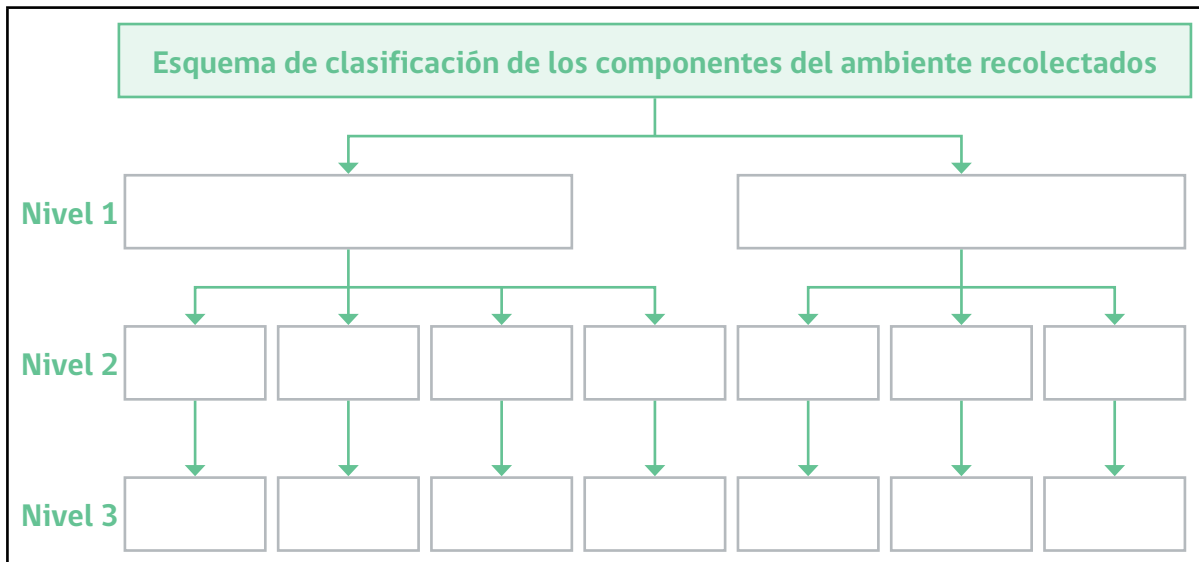 Esquema de clasificación de los componentes del ambiente recolectados
Nivel 1
Nivel 2
Nivel 3